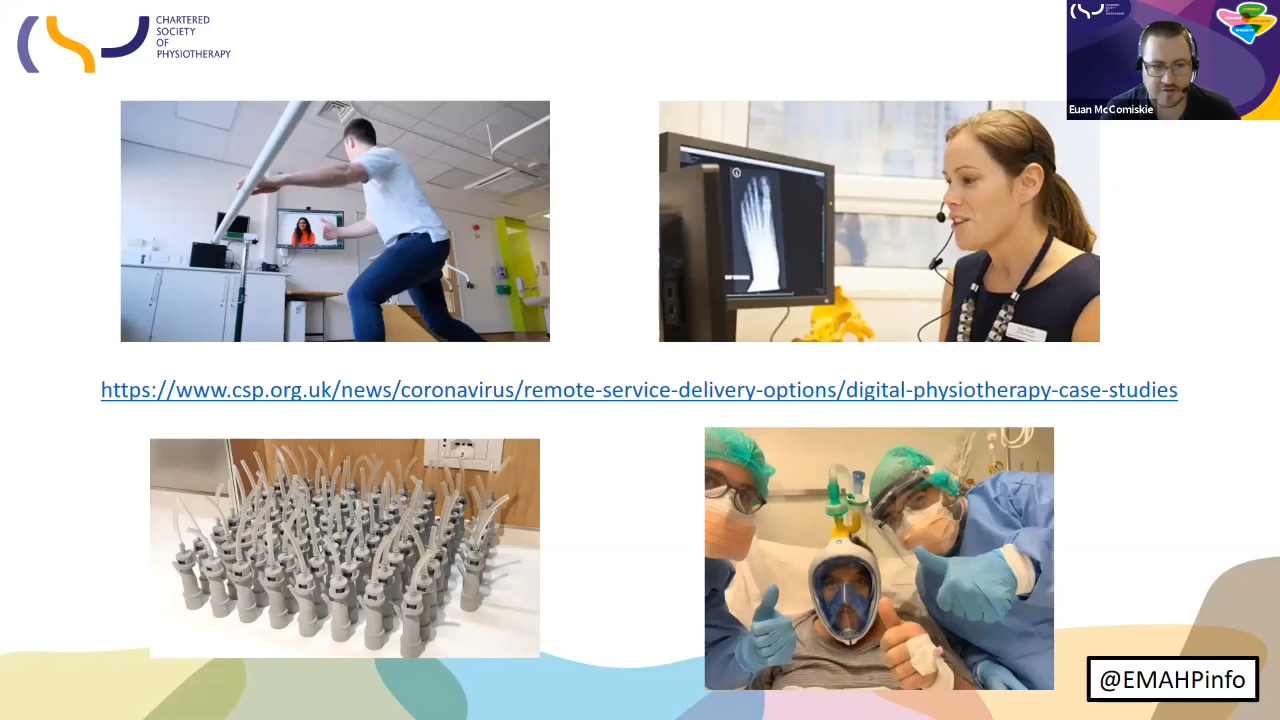 CHARTERED
SOCIETY
OF
PHYSIOTHERAPY
Euan McComiskie
https://www.csp.org.uk/news/coronavirus/remote-service-delivery-options/digital-physiotherapy-case-studies
@EMAHPinfo